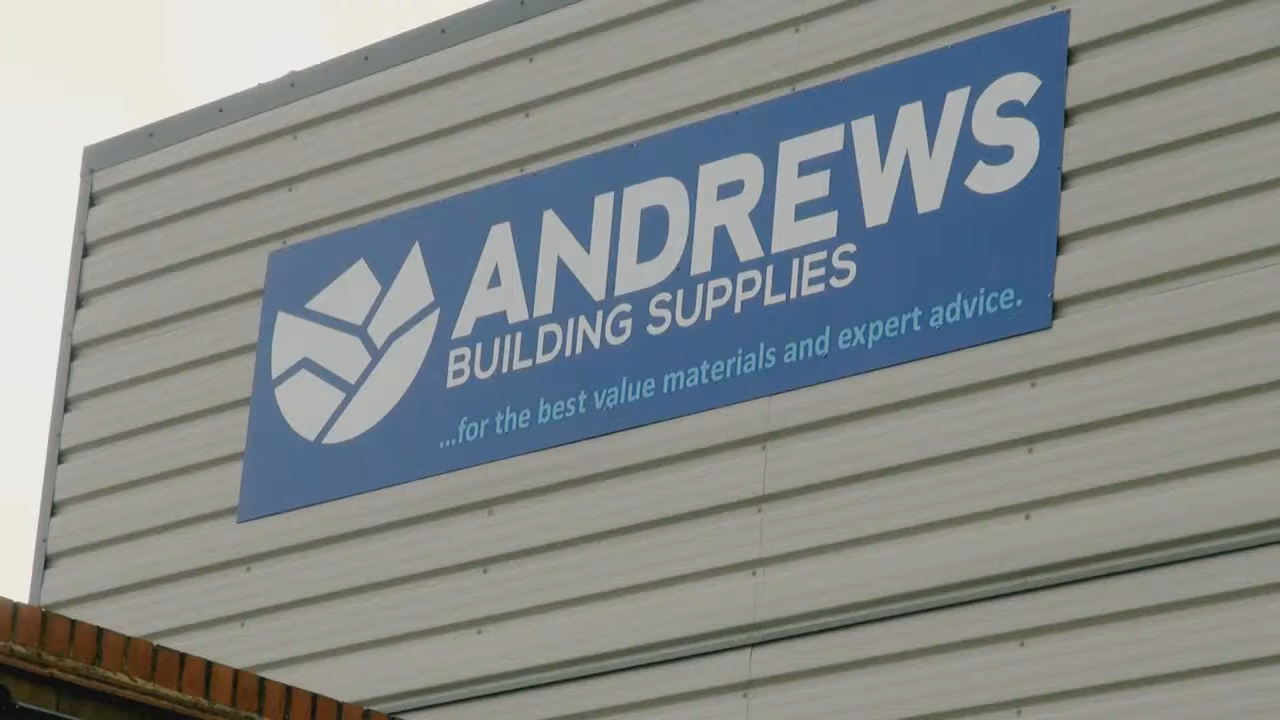 ANDREWS
BUILDING SUPPLIES
...for the best value materials and expert advice.